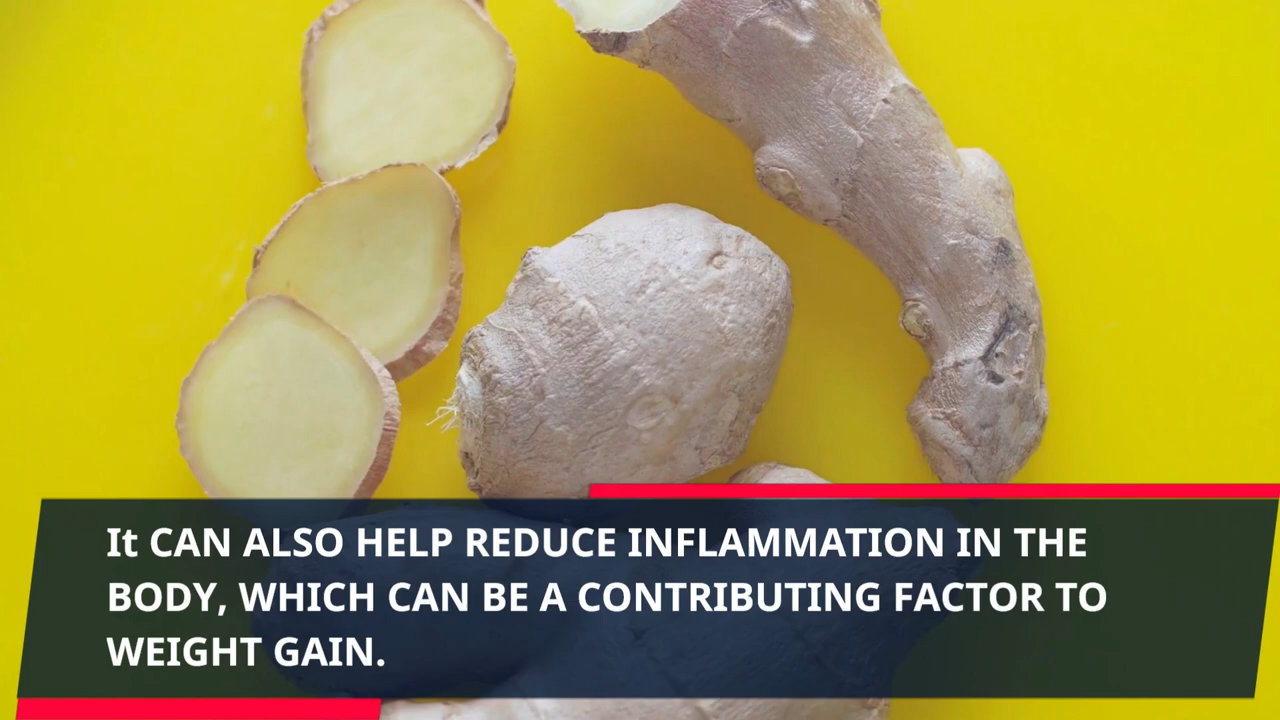 It CAN ALSO HELP REDUCE INFLAMMATION IN THE
BODY, WHICH CAN BE A CONTRIBUTING FACTOR TO
WEIGHT GAIN.